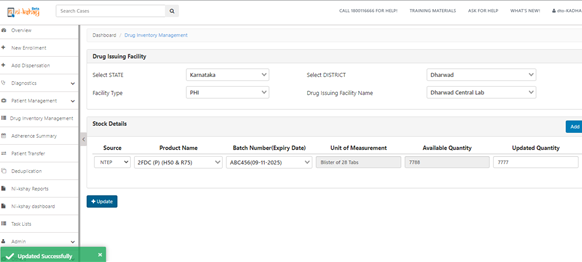 Ni-kshay Beta
Search Cases
CALL 1800116666 FOR HELP!
TRAINING MATERIALS
ASK FOR HELP
WHAT'S NEW!
dto-KADHA
Overview
New Enrolment
Add Dispensation
Diagnostics
Patient Management
Drug Inventory Management
Adherence Summary
Patient Transfer
Deduplication
Ni-kshay Reports
Ni-kshay dashboard
Task Lists
Admin
Dashboard / Drug Inventory Management
Drug Issuing Facility
Select STATE Karnataka Select DISTRICT Dharwad
Facility Type PHI Drug Issuing Facility Name Dharwad Central Lab
Stock Details
Add
Source Product Name Batch Number(Expiry Date) Unit of Measurement Available Quantity Updated Quantity
NTEP 2FDC (P) (H50 & R75) ABC456(09-11-2025) Blister of 28 Tabs 7788 7777
+ Update
Updated Successfully